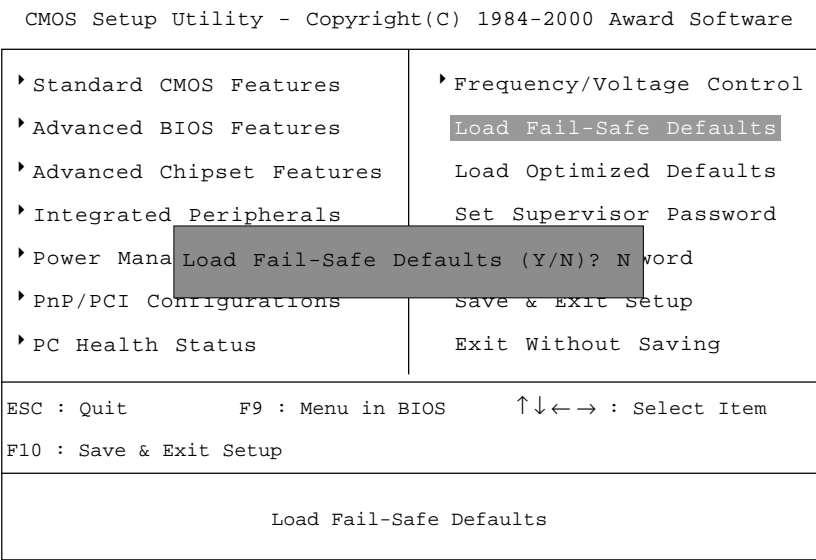 CMOS Setup Utility - Copyright(C) 1984-2000 Award Software
Standard CMOS Features
Advanced BIOS Features
Advanced Chipset Features
Integrated Peripherals
Power Mana
PnP/PCI Configurations
PC Health Status
Frequency/Voltage Control
Load Fail-Safe Defaults
Load Optimized Defaults
Set Supervisor Password
word
Save & Exit Setup
Exit Without Saving
Load Fail-Safe Defaults (Y/N)? N
ESC : Quit F9 : Menu in BIOS ↑↓←→ : Select Item
F10 : Save & Exit Setup
Load Fail-Safe Defaults